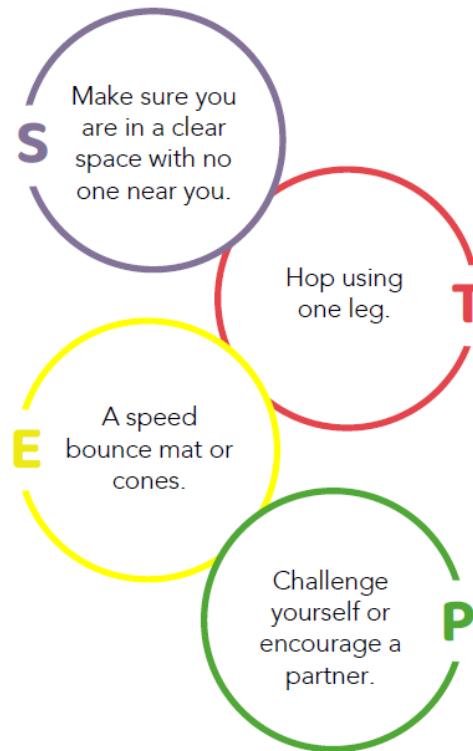 S
Make sure you
are in a clear
space with no
one near you.
T
Hop using
one leg.
E
A speed
bounce mat or
cones.
P
Challenge
yourself or
encourage a
partner.